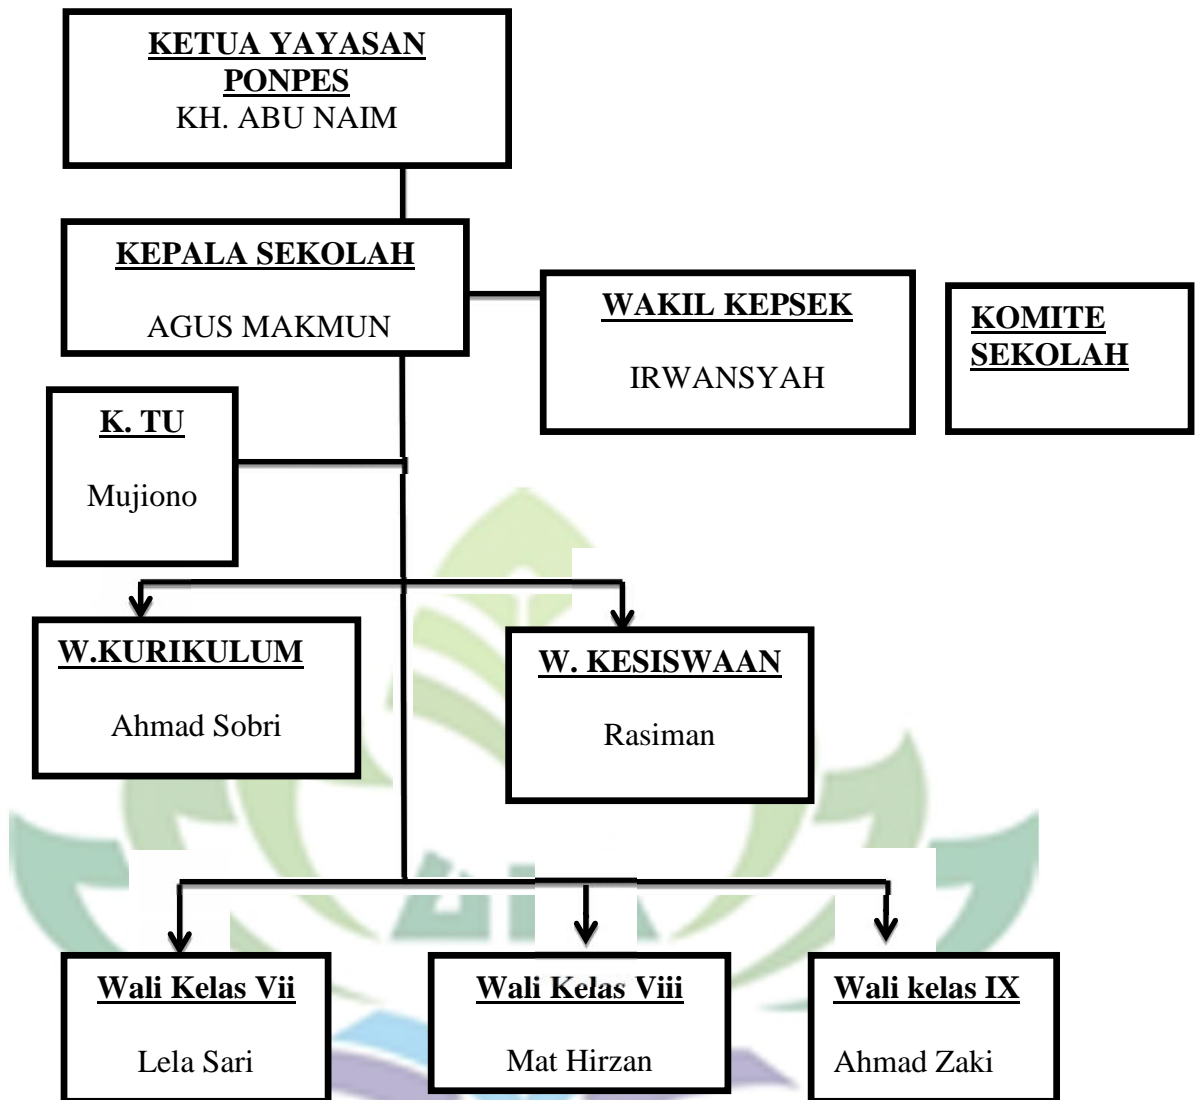 KETUA YAYASAN
PONPES
KH. ABU NAIM
KEPALA SEKOLAH
AGUS MAKMUN
WAKIL KEPSEK
IRWANSYAH
KOMITE
SEKOLAH
K. TU
Mujiono
W.KURIKULUM
Ahmad Sobri
W. KESISWAAN
Rasiman
Wali Kelas Vii
Lela Sari
Wali Kelas Viii
Mat Hirzan
Wali kelas IX
Ahmad Zaki